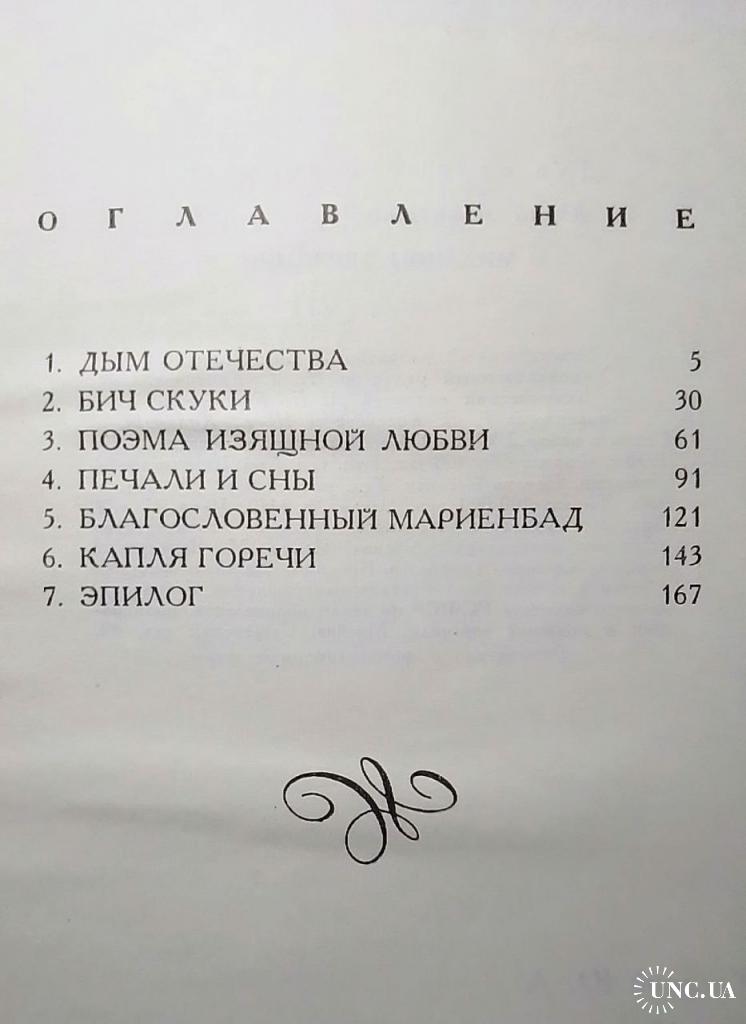 ОГЛАВЛЕНИЕ
1. ДЫМ ОТЕЧЕСТВА 5
2. БИЧ СКУКИ 30
3. ПОЭМА ИЗЯЩНОЙ ЛЮБВИ 61
4. ПЕЧАЛИ И СНЫ 91
5. БЛАГОСЛОВЕННЫЙ МАРИЕНБАД 121
6. КАПЛЯ ГОРЕЧИ 143
7. ЭПИЛОГ 167
UNC.UA